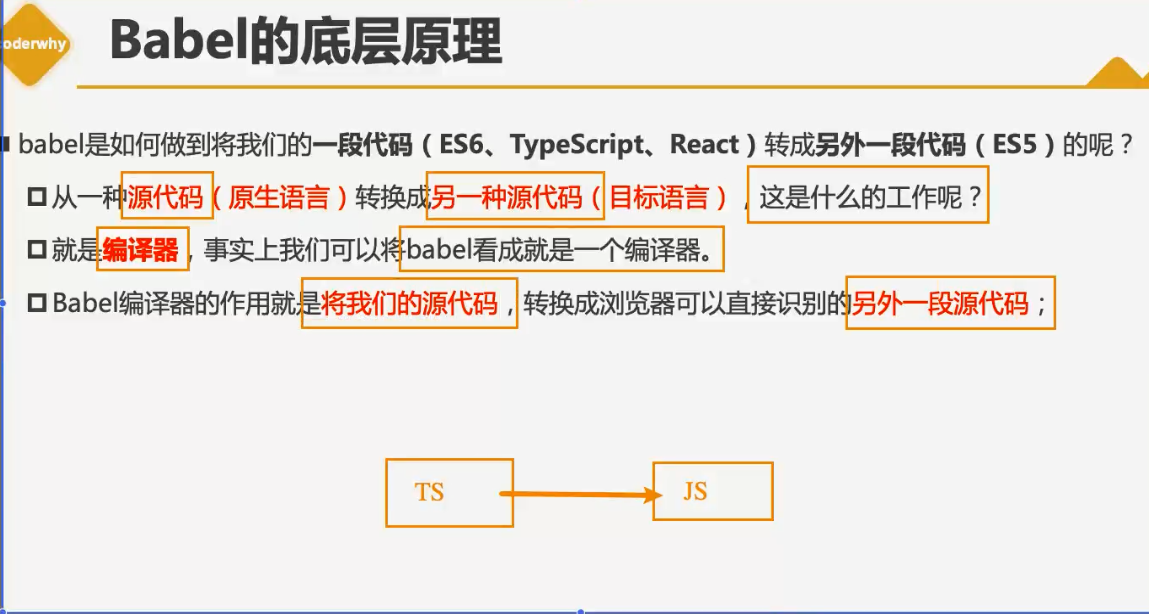 Babel的底层原理
coderwhy
babel是如何做到将我们的一段代码（ES6、TypeScript、React）转成另外一段代码（ES5）的呢？
从一种源代码（原生语言）转换成另一种源代码（目标语言），这是什么的工作呢？
就是编译器，事实上我们可以将babel看成就是一个编译器。
Babel编译器的作用就是将我们的源代码，转换成浏览器可以直接识别的另外一段源代码；
TS
JS